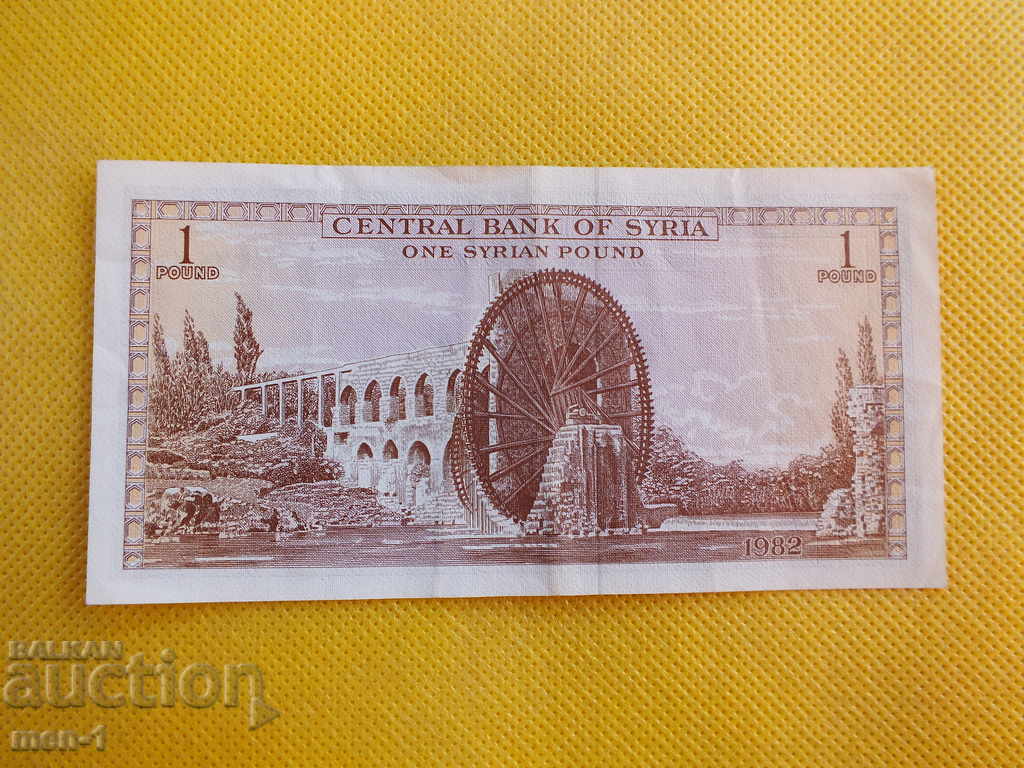 CENTRAL BANK OF SYRIA
ONE SYRIAN POUND
1
POUND
1
POUND
1982
BALKAN
auction
men-1